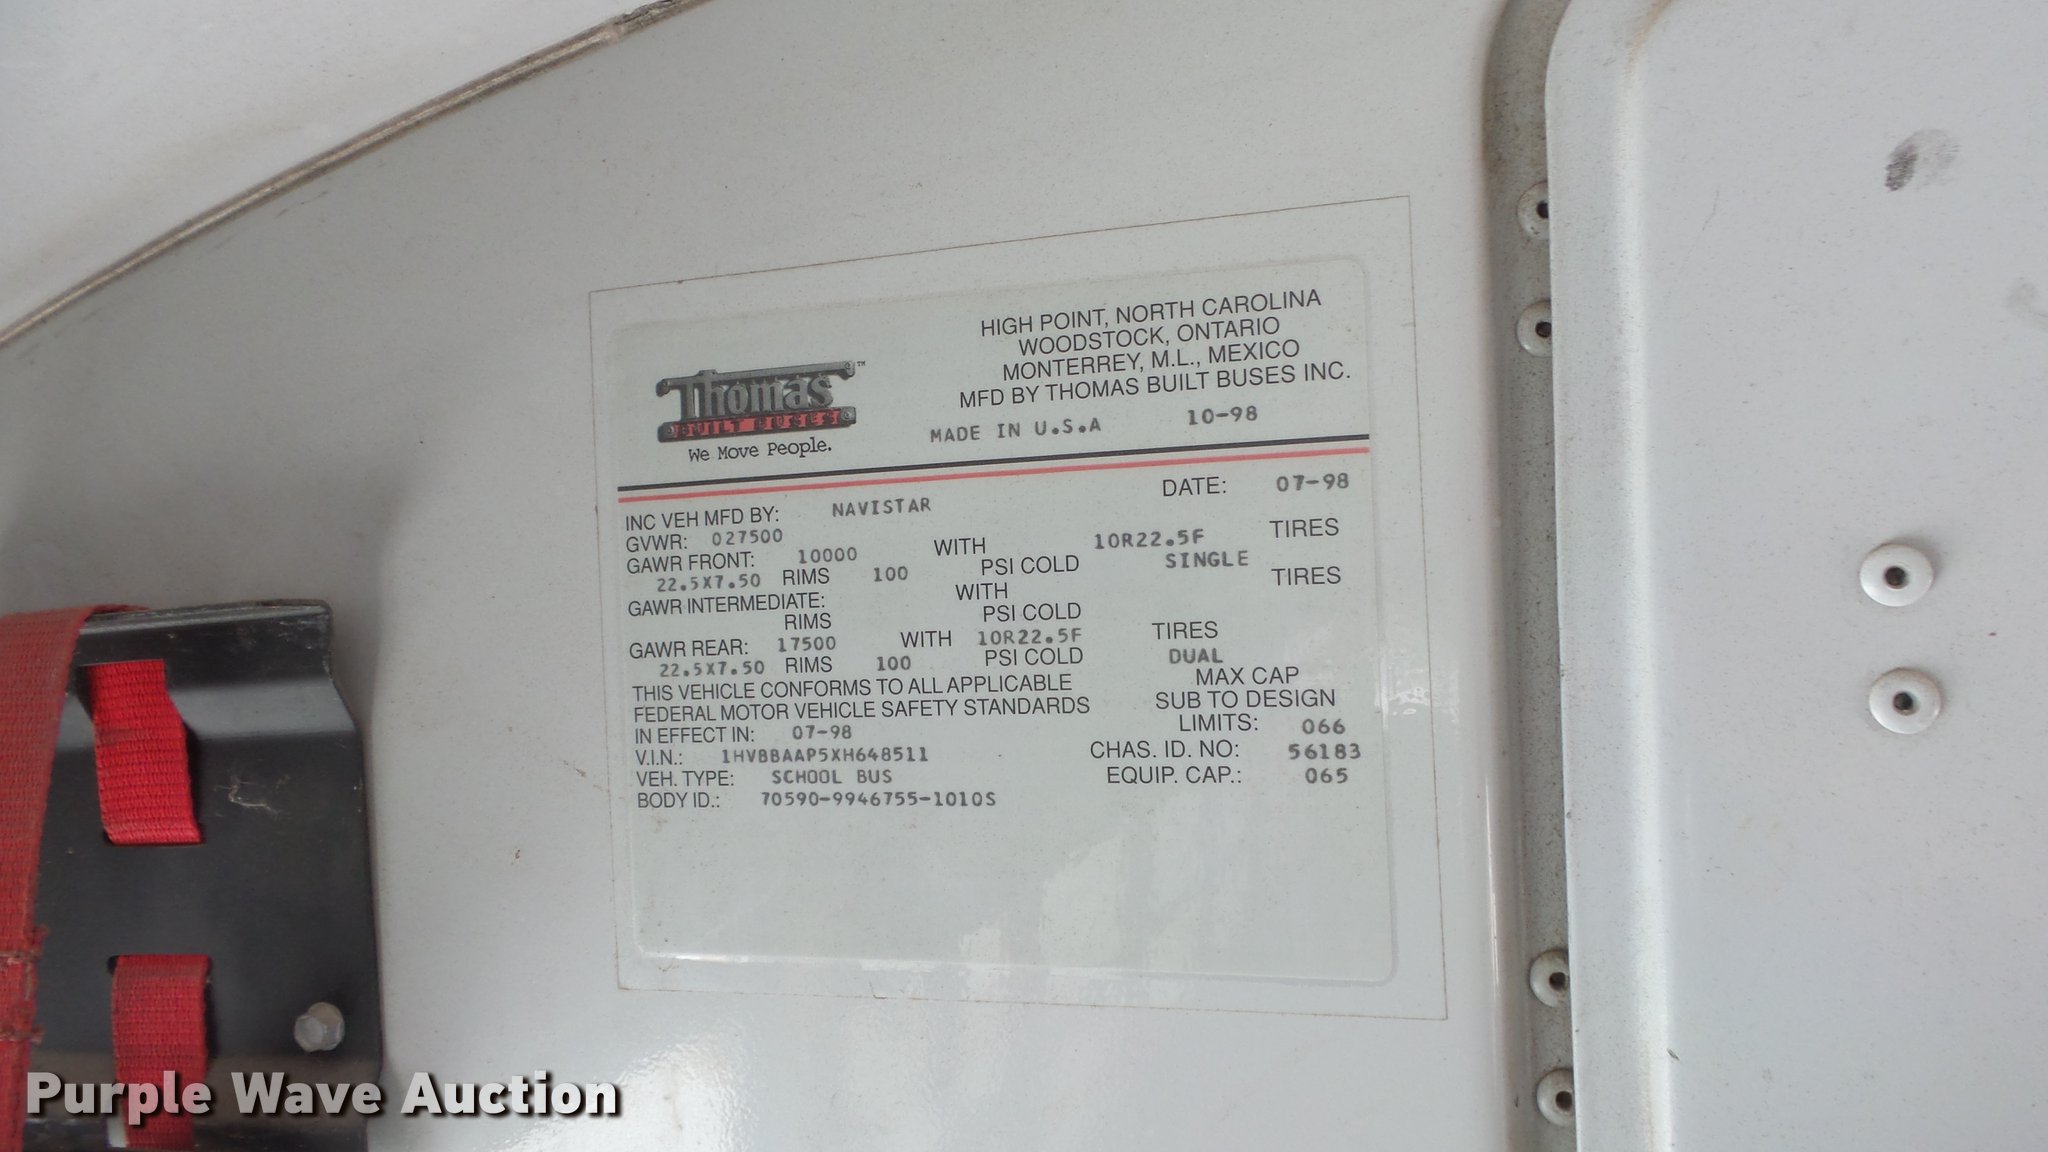 HIGH POINT, NORTH CAROLINA
WOODSTOCK, ONTARIO
MONTERREY, M.L., MEXICO
MFD BY THOMAS BUILT BUSES INC.
MADE IN U.S.A 10-98
Thomas™
BUILT BUSES
We Move People.
INC VEH MFD BY: NAVISTAR DATE: 07-98
GVWR: 027500
GAWR FRONT: 10000 WITH 10R22.5F TIRES
22.5X7.50 RIMS 100 PSI COLD SINGLE
GAWR INTERMEDIATE: WITH TIRES
RIMS PSI COLD
GAWR REAR: 17500 WITH 10R22.5F TIRES
22.5X7.50 RIMS 100 PSI COLD DUAL
THIS VEHICLE CONFORMS TO ALL APPLICABLE MAX CAP
FEDERAL MOTOR VEHICLE SAFETY STANDARDS SUB TO DESIGN
IN EFFECT IN: 07-98 LIMITS: 066
V.I.N.: 1HVBBAAP5XH648511 CHAS. ID. NO: 56183
VEH. TYPE: SCHOOL BUS EQUIP. CAP.: 065
BODY ID.: 70590-9946755-1010S
Purple Wave Auction